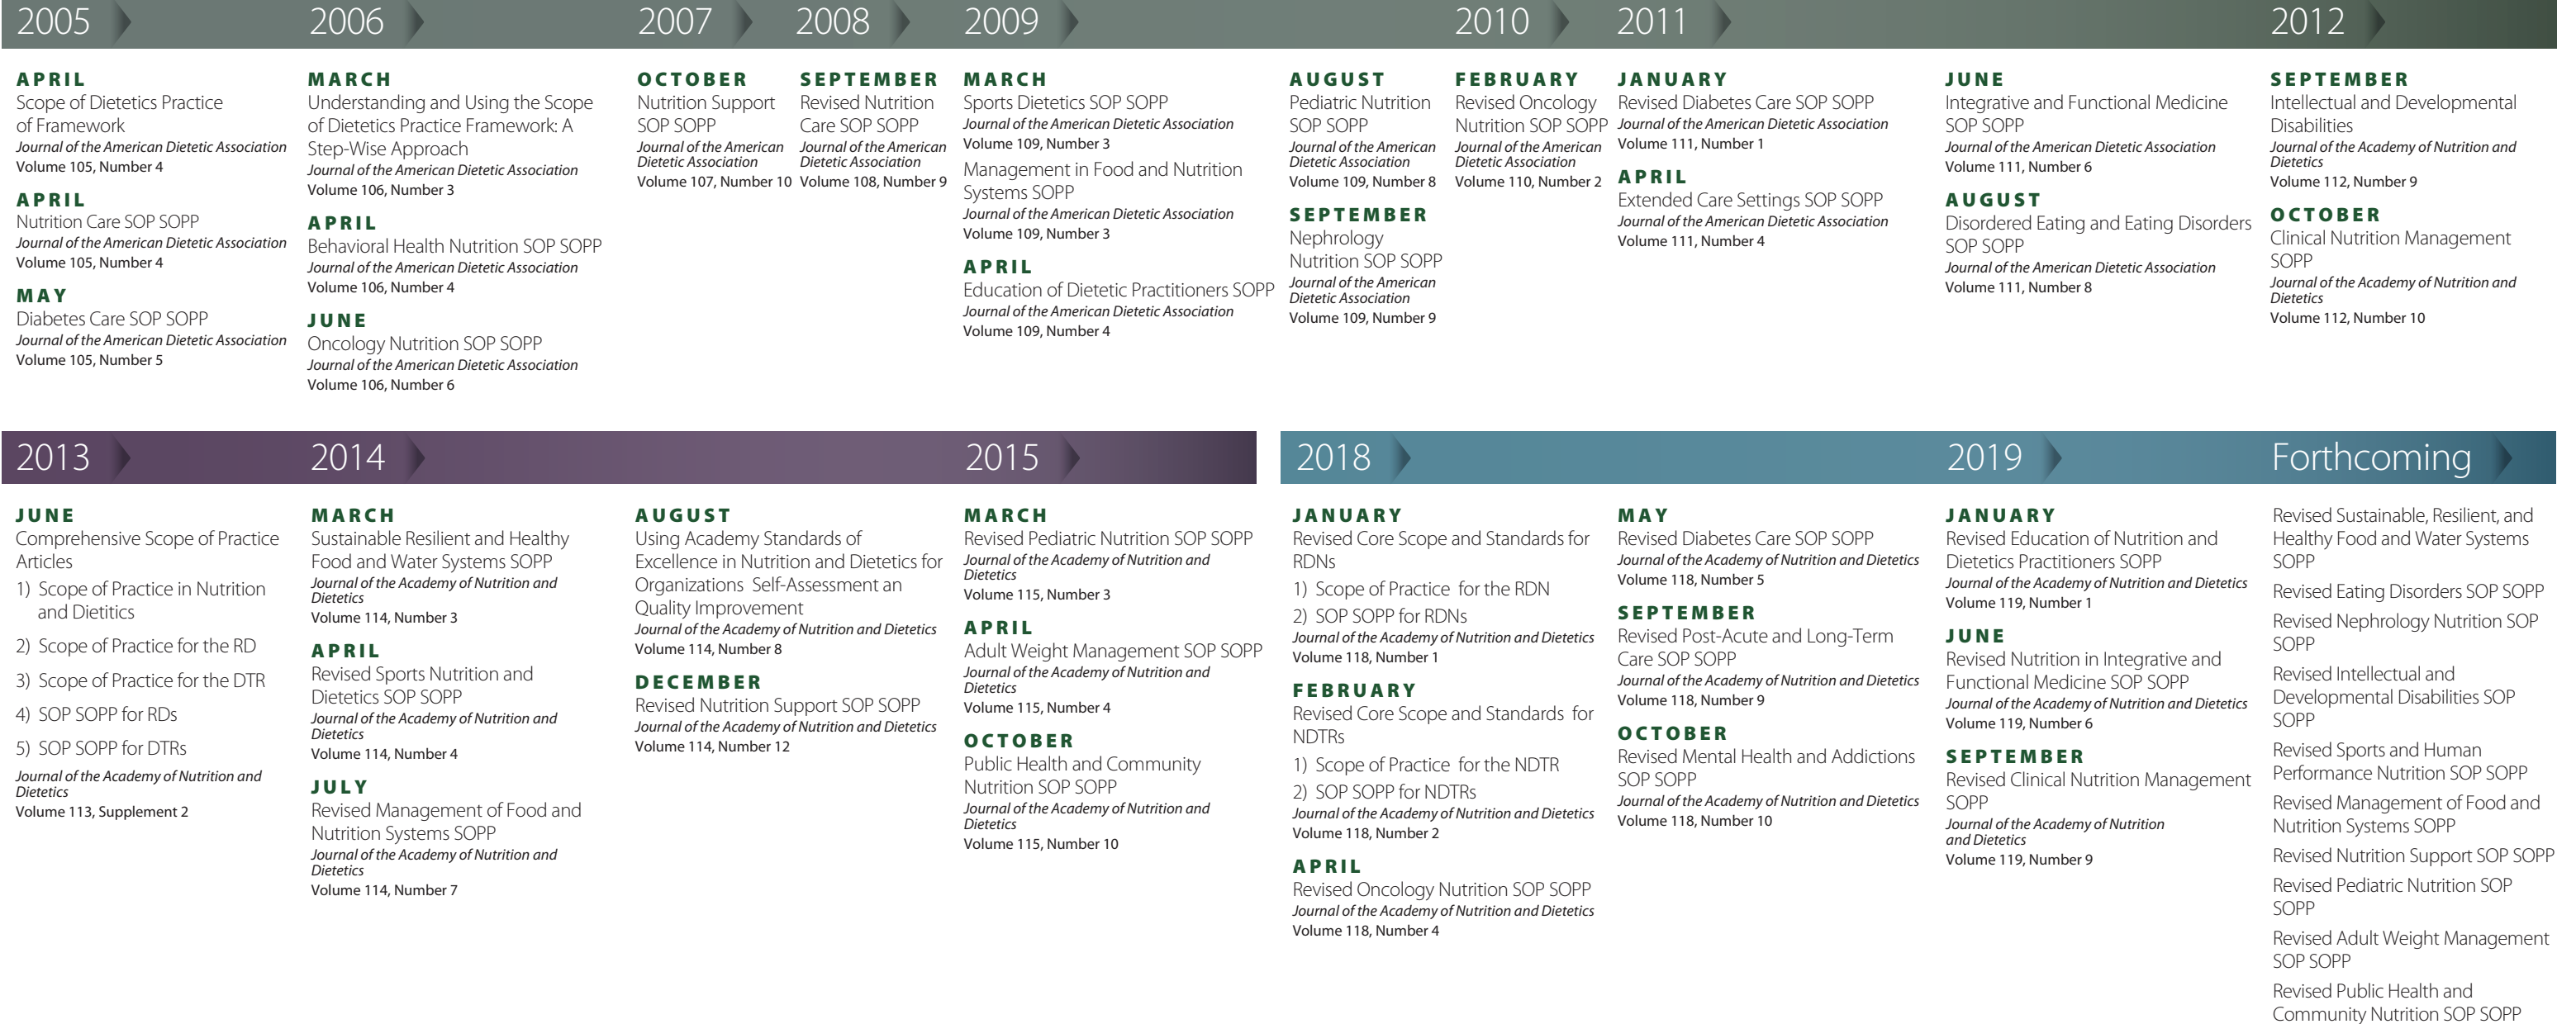 2005
APRIL
Scope of Dietetics Practice
of Framework
Journal of the American Dietetic Association
Volume 105, Number 4
APRIL
Nutrition Care SOP SOPP
Journal of the American Dietetic Association
Volume 105, Number 4
MAY
Diabetes Care SOP SOPP
Journal of the American Dietetic Association
Volume 105, Number 5
2006
MARCH
Understanding and Using the Scope
of Dietetics Practice Framework: A
Step-Wise Approach
Journal of the American Dietetic Association
Volume 106, Number 3
APRIL
Behavioral Health Nutrition SOP SOPP
Journal of the American Dietetic Association
Volume 106, Number 4
JUNE
Oncology Nutrition SOP SOPP
Journal of the American Dietetic Association
Volume 106, Number 6
2007
OCTOBER
Nutrition Support
SOP SOPP
Journal of the American
Dietetic Association
Volume 107, Number 10
2008
SEPTEMBER
Revised Nutrition
Care SOP SOPP
Journal of the American
Dietetic Association
Volume 108, Number 9
2009
MARCH
Sports Dietetics SOP SOPP
Journal of the American Dietetic Association
Volume 109, Number 3
Management in Food and Nutrition
Systems SOPP
Journal of the American Dietetic Association
Volume 109, Number 3
APRIL
Education of Dietetic Practitioners SOPP
Journal of the American Dietetic Association
Volume 109, Number 4
AUGUST
Pediatric Nutrition
SOP SOPP
Journal of the American
Dietetic Association
Volume 109, Number 8
SEPTEMBER
Nephrology
Nutrition SOP SOPP
Journal of the American
Dietetic Association
Volume 109, Number 9
2010
FEBRUARY
Revised Oncology
Nutrition SOP SOPP
Journal of the American
Dietetic Association
Volume 110, Number 2
2011
JANUARY
Revised Diabetes Care SOP SOPP
Journal of the American Dietetic Association
Volume 111, Number 1
APRIL
Extended Care Settings SOP SOPP
Journal of the American Dietetic Association
Volume 111, Number 4
JUNE
Integrative and Functional Medicine
SOP SOPP
Journal of the American Dietetic Association
Volume 111, Number 6
AUGUST
Disordered Eating and Eating Disorders
SOP SOPP
Journal of the American Dietetic Association
Volume 111, Number 8
2012
SEPTEMBER
Intellectual and Developmental
Disabilities
Journal of the Academy of Nutrition and
Dietetics
Volume 112, Number 9
OCTOBER
Clinical Nutrition Management
SOPP
Journal of the Academy of Nutrition and
Dietetics
Volume 112, Number 10
2013
JUNE
Comprehensive Scope of Practice
Articles
1) Scope of Practice in Nutrition
and Dietitics
2) Scope of Practice for the RD
3) Scope of Practice for the DTR
4) SOP SOPP for RDs
5) SOP SOPP for DTRs
Journal of the Academy of Nutrition and
Dietetics
Volume 113, Supplement 2
2014
MARCH
Sustainable Resilient and Healthy
Food and Water Systems SOPP
Journal of the Academy of Nutrition and
Dietetics
Volume 114, Number 3
APRIL
Revised Sports Nutrition and
Dietetics SOP SOPP
Journal of the Academy of Nutrition and
Dietetics
Volume 114, Number 4
JULY
Revised Management of Food and
Nutrition Systems SOPP
Journal of the Academy of Nutrition and
Dietetics
Volume 114, Number 7
AUGUST
Using Academy Standards of
Excellence in Nutrition and Dietetics for
Organizations Self-Assessment an
Quality Improvement
Journal of the Academy of Nutrition and Dietetics
Volume 114, Number 8
DECEMBER
Revised Nutrition Support SOP SOPP
Journal of the Academy of Nutrition and Dietetics
Volume 114, Number 12
2015
MARCH
Revised Pediatric Nutrition SOP SOPP
Journal of the Academy of Nutrition and
Dietetics
Volume 115, Number 3
APRIL
Adult Weight Management SOP SOPP
Journal of the Academy of Nutrition and
Dietetics
Volume 115, Number 4
OCTOBER
Public Health and Community
Nutrition SOP SOPP
Journal of the Academy of Nutrition and
Dietetics
Volume 115, Number 10
2018
JANUARY
Revised Core Scope and Standards for
RDNs
1) Scope of Practice for the RDN
2) SOP SOPP for RDNs
Journal of the Academy of Nutrition and Dietetics
Volume 118, Number 1
FEBRUARY
Revised Core Scope and Standards for
NDTRs
1) Scope of Practice for the NDTR
2) SOP SOPP for NDTRs
Journal of the Academy of Nutrition and Dietetics
Volume 118, Number 2
APRIL
Revised Oncology Nutrition SOP SOPP
Journal of the Academy of Nutrition and Dietetics
Volume 118, Number 4
MAY
Revised Diabetes Care SOP SOPP
Journal of the Academy of Nutrition and Dietetics
Volume 118, Number 5
SEPTEMBER
Revised Post-Acute and Long-Term
Care SOP SOPP
Journal of the Academy of Nutrition and Dietetics
Volume 118, Number 9
OCTOBER
Revised Mental Health and Addictions
SOP SOPP
Journal of the Academy of Nutrition and Dietetics
Volume 118, Number 10
2019
JANUARY
Revised Education of Nutrition and
Dietetics Practitioners SOPP
Journal of the Academy of Nutrition and Dietetics
Volume 119, Number 1
JUNE
Revised Nutrition in Integrative and
Functional Medicine SOP SOPP
Journal of the Academy of Nutrition and Dietetics
Volume 119, Number 6
SEPTEMBER
Revised Clinical Nutrition Management
SOPP
Journal of the Academy of Nutrition
and Dietetics
Volume 119, Number 9
Forthcoming
Revised Sustainable, Resilient, and
Healthy Food and Water Systems
SOPP
Revised Eating Disorders SOP SOPP
Revised Nephrology Nutrition SOP
SOPP
Revised Intellectual and
Developmental Disabilities SOP
SOPP
Revised Sports and Human
Performance Nutrition SOP SOPP
Revised Management of Food and
Nutrition Systems SOPP
Revised Nutrition Support SOP SOPP
Revised Pediatric Nutrition SOP
SOPP
Revised Adult Weight Management
SOP SOPP
Revised Public Health and
Community Nutrition SOP SOPP